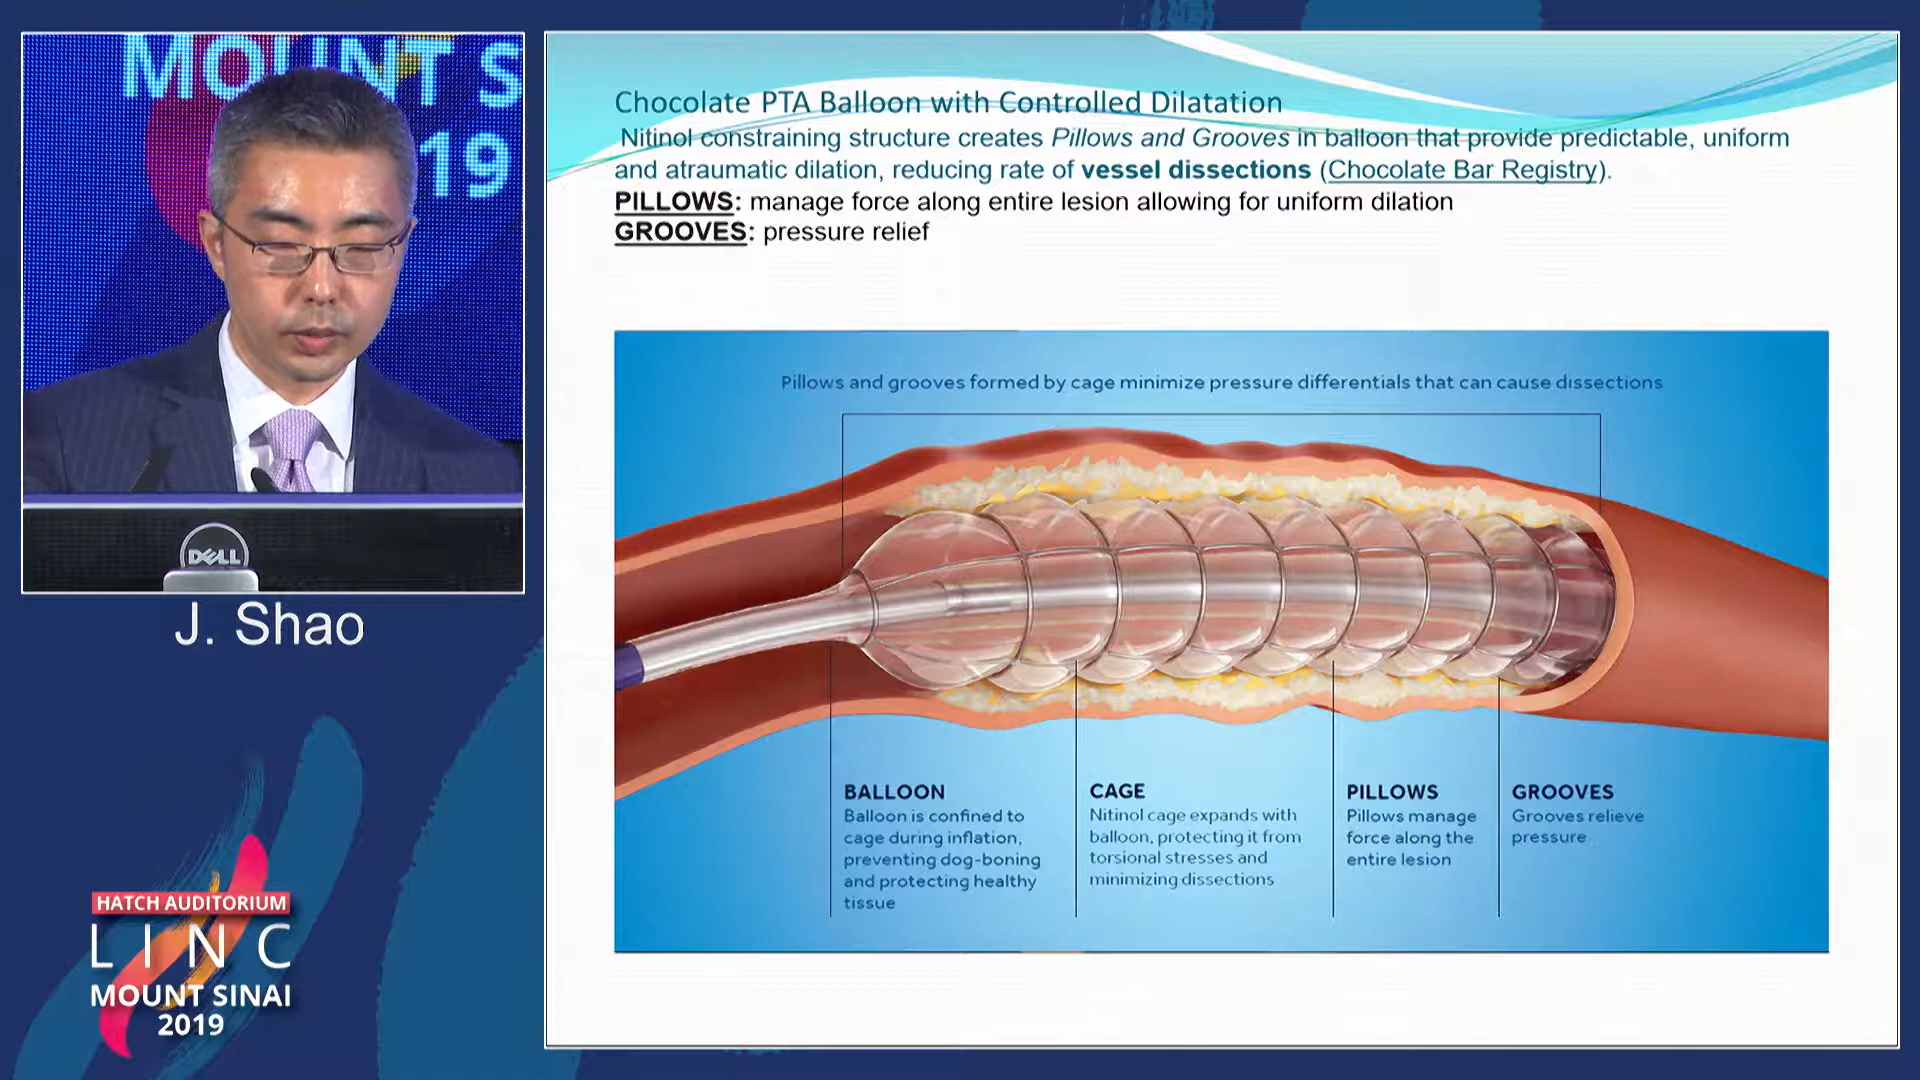 MOUNT S
19
DELL
J. Shao
HATCH AUDITORIUM
LINC
MOUNT SINAI
2019
Chocolate PTA Balloon with Controlled Dilatation
Nitinol constraining structure creates Pillows and Grooves in balloon that provide predictable, uniform
and atraumatic dilation, reducing rate of vessel dissections (Chocolate Bar Registry).
PILLOWS: manage force along entire lesion allowing for uniform dilation
GROOVES: pressure relief
Pillows and grooves formed by cage minimize pressure differentials that can cause dissections
BALLOON
Balloon is confined to
cage during inflation,
preventing dog-boning
and protecting healthy
tissue
CAGE
Nitinol cage expands with
balloon, protecting it from
torsional stresses and
minimizing dissections
PILLOWS
Pillows manage
force along the
entire lesion
GROOVES
Grooves relieve
pressure